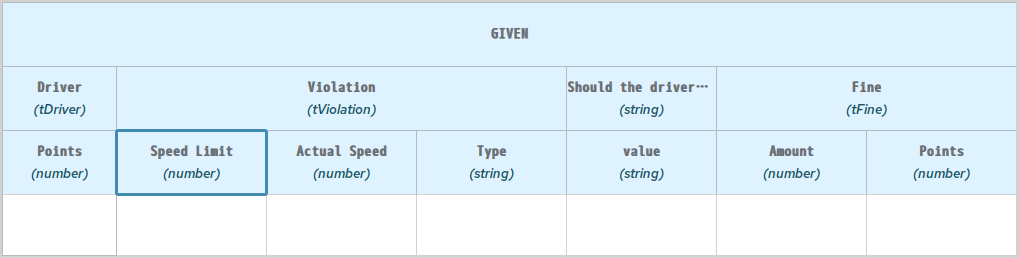 GIVEN
Driver Violation Should the driver… Fine
(tDriver) (tViolation) (string) (tFine)
Points Speed Limit Actual Speed Type value Amount Points
(number) (number) (number) (string) (string) (number) (number)